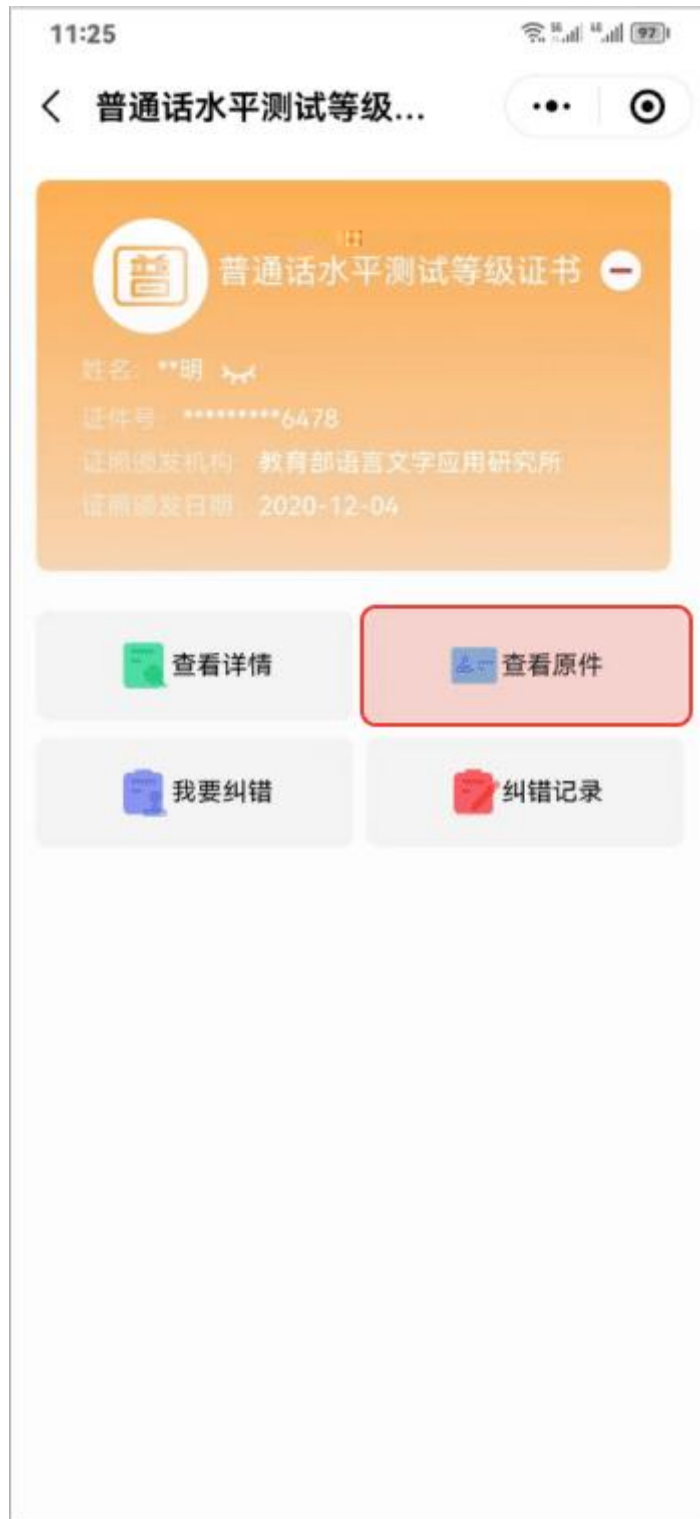 11:25
97
普通话水平测试等级...
普
普通话水平测试等级证书
姓名: **明
证件号: *********6478
证照颁发机构: 教育部语言文字应用研究所
证照颁发日期: 2020-12-04
查看详情
查看原件
我要纠错
纠错记录